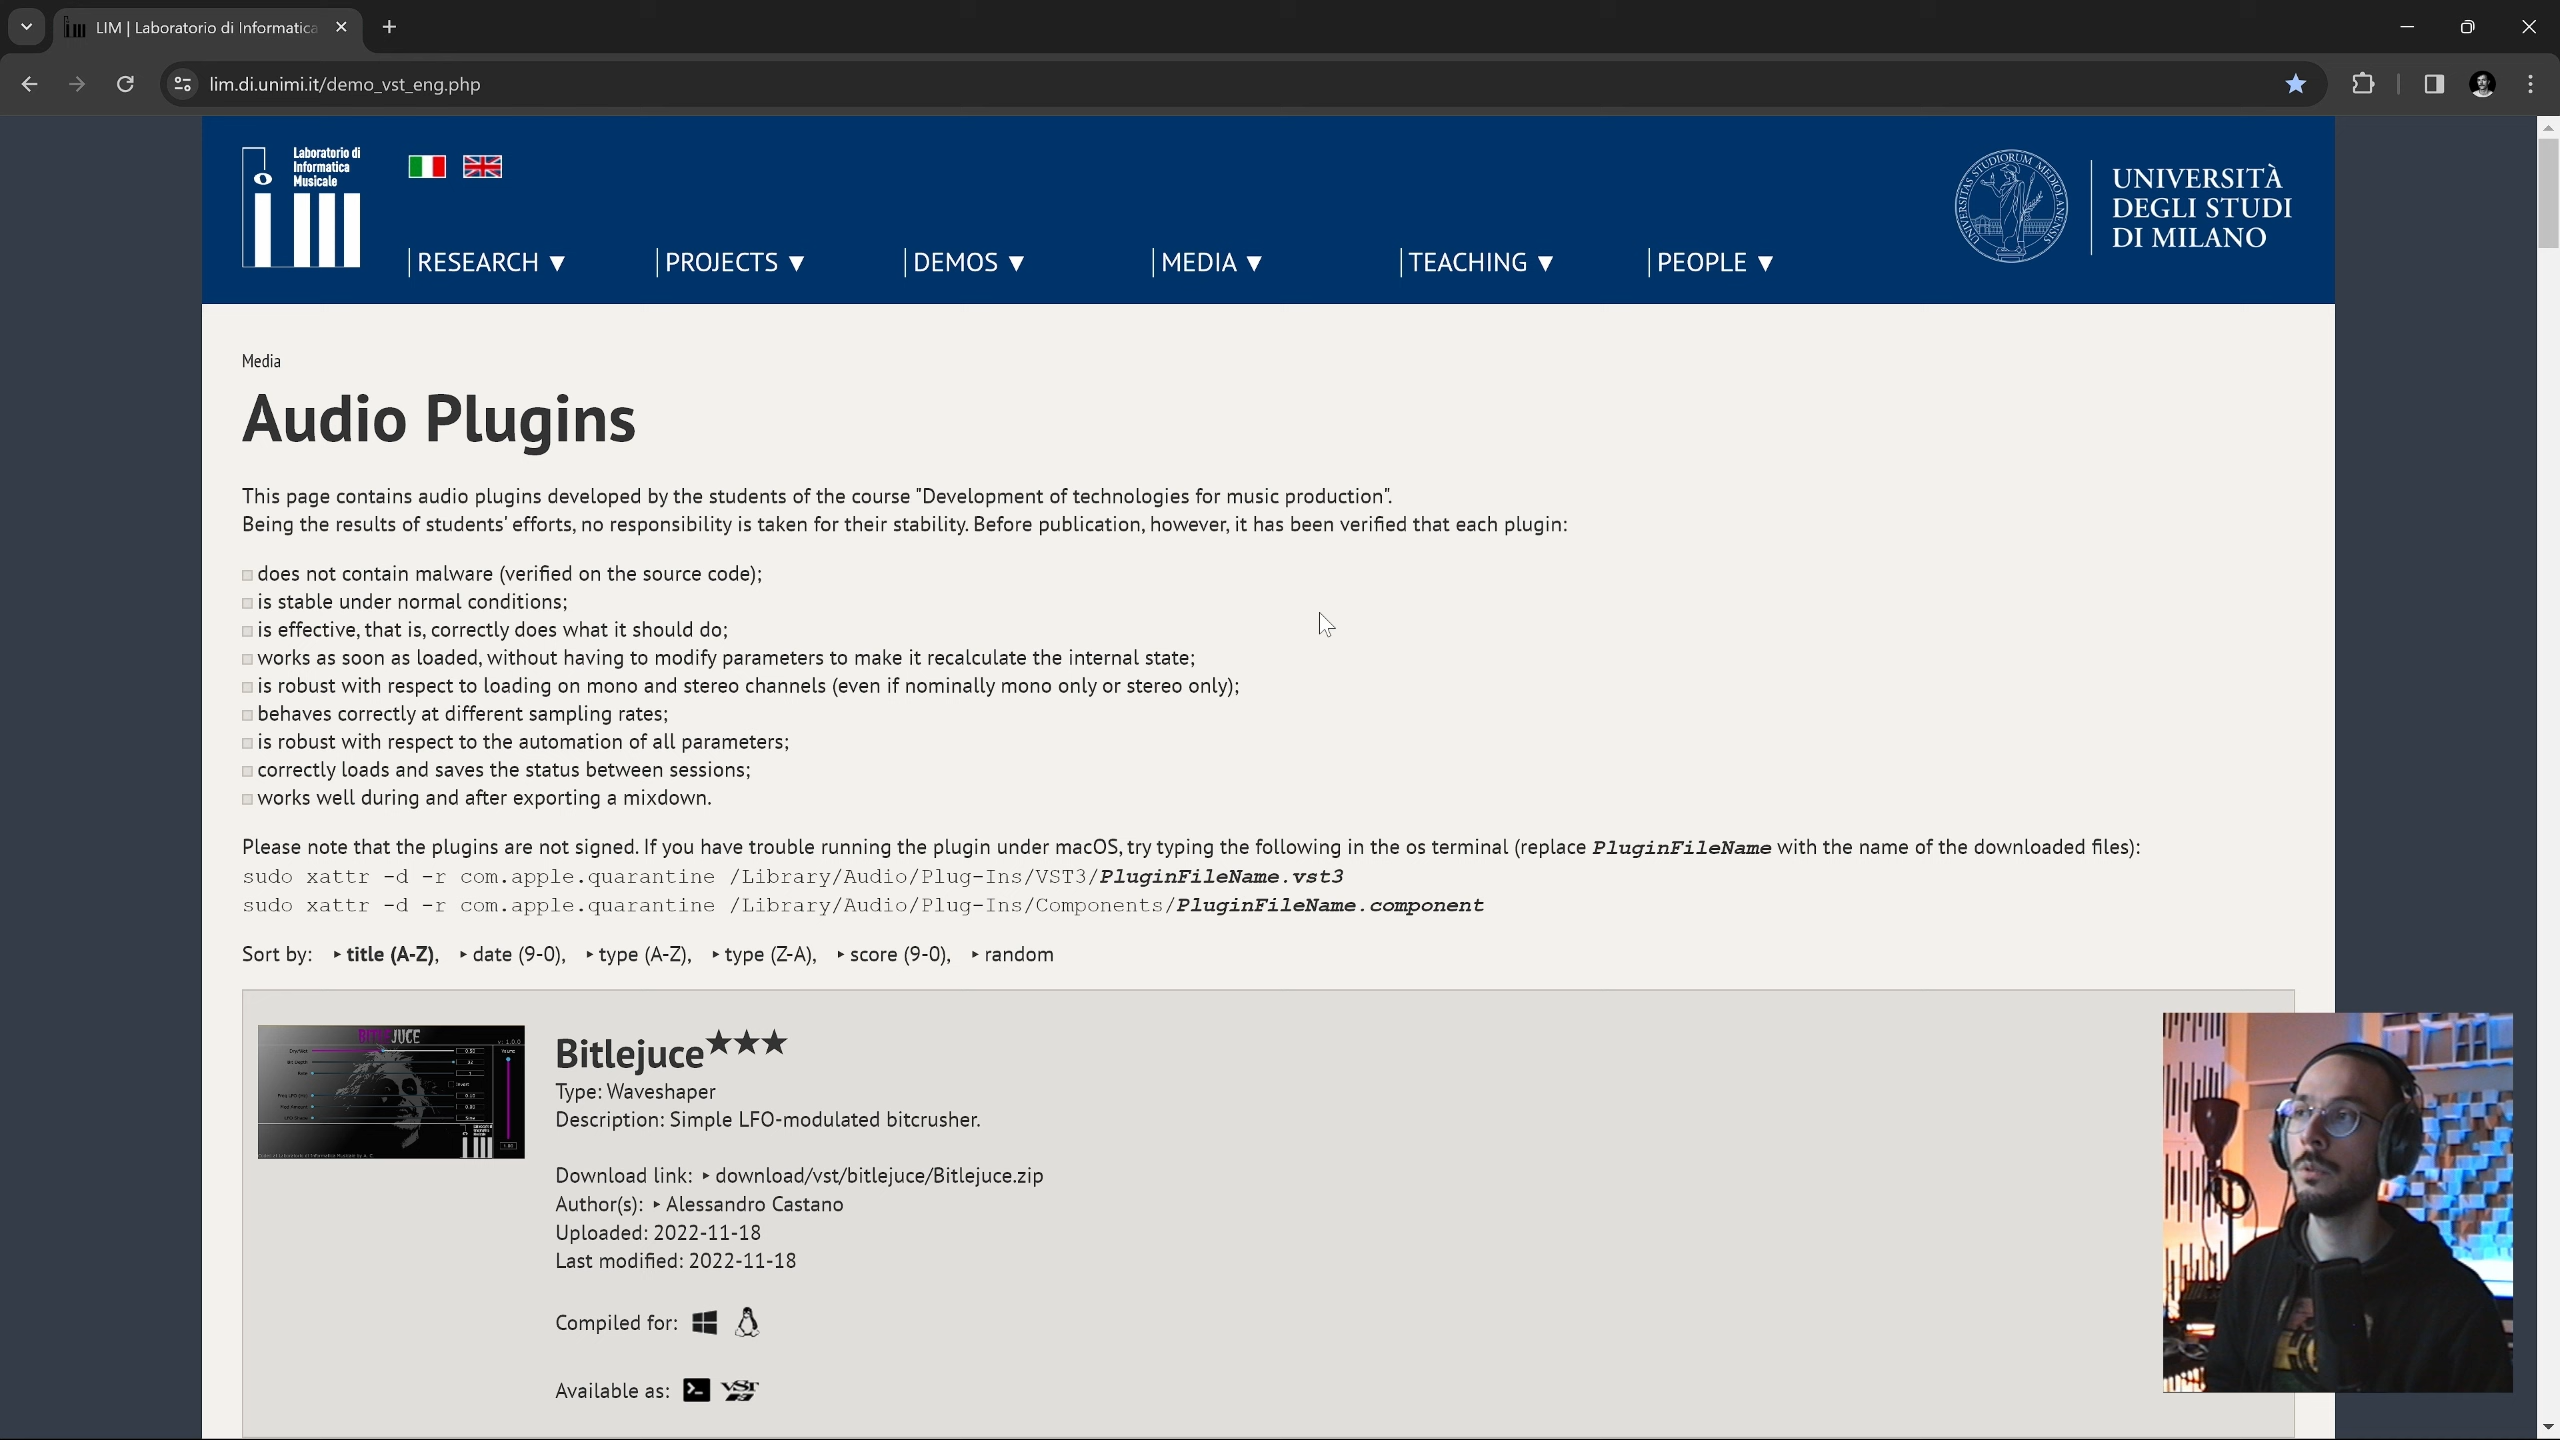 LIM | Laboratorio di Informatica
lim.di.unimi.it/demo_vst_eng.php
Laboratorio di
Informatica
Musicale
UNIVERSITÀ
DEGLI STUDI
DI MILANO
RESEARCH ▼
PROJECTS ▼
DEMOS ▼
MEDIA ▼
TEACHING ▼
PEOPLE ▼
Media
Audio Plugins
This page contains audio plugins developed by the students of the course "Development of technologies for music production".
Being the results of students' efforts, no responsibility is taken for their stability. Before publication, however, it has been verified that each plugin:
does not contain malware (verified on the source code);
is stable under normal conditions;
is effective, that is, correctly does what it should do;
works as soon as loaded, without having to modify parameters to make it recalculate the internal state;
is robust with respect to loading on mono and stereo channels (even if nominally mono only or stereo only);
behaves correctly at different sampling rates;
is robust with respect to the automation of all parameters;
correctly loads and saves the status between sessions;
works well during and after exporting a mixdown.
Please note that the plugins are not signed. If you have trouble running the plugin under macOS, try typing the following in the os terminal (replace PluginFileName with the name of the downloaded files):
sudo xattr -d -r com.apple.quarantine /Library/Audio/Plug-Ins/VST3/PluginFileName.vst3
sudo xattr -d -r com.apple.quarantine /Library/Audio/Plug-Ins/Components/PluginFileName.component
Sort by: ‣ title (A-Z), ‣ date (9-0), ‣ type (A-Z), ‣ type (Z-A), ‣ score (9-0), ‣ random
BITLEJUCE
Bitlejuce★★★
Type: Waveshaper
Description: Simple LFO-modulated bitcrusher.
Download link: ‣ download/vst/bitlejuce/Bitlejuce.zip
Author(s): ‣ Alessandro Castano
Uploaded: 2022-11-18
Last modified: 2022-11-18
Compiled for:
Available as: